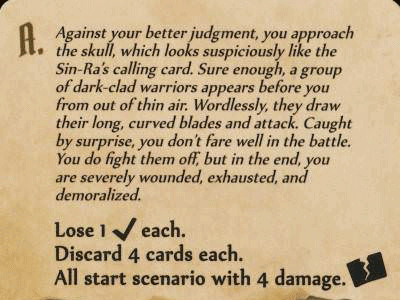 A. Against your better judgment, you approach
the skull, which looks suspiciously like the
Sin-Ra's calling card. Sure enough, a group
of dark-clad warriors appears before you
from out of thin air. Wordlessly, they draw
their long, curved blades and attack. Caught
by surprise, you don't fare well in the battle.
You do fight them off, but in the end, you
are severely wounded, exhausted, and
demoralized.
Lose 1 ✓ each.
Discard 4 cards each.
All start scenario with 4 damage.